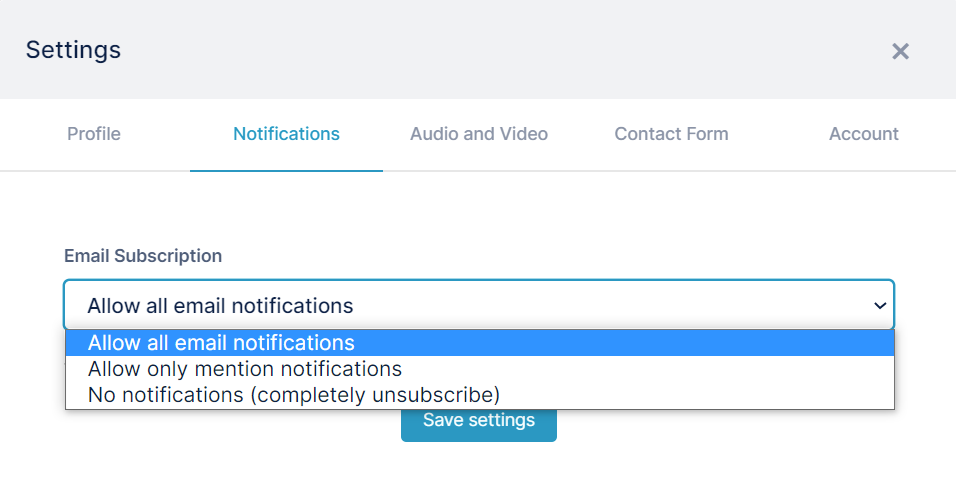 Settings
Profile Notifications Audio and Video Contact Form Account
Email Subscription
Allow all email notifications
Allow all email notifications
Allow only mention notifications
No notifications (completely unsubscribe)
Save settings